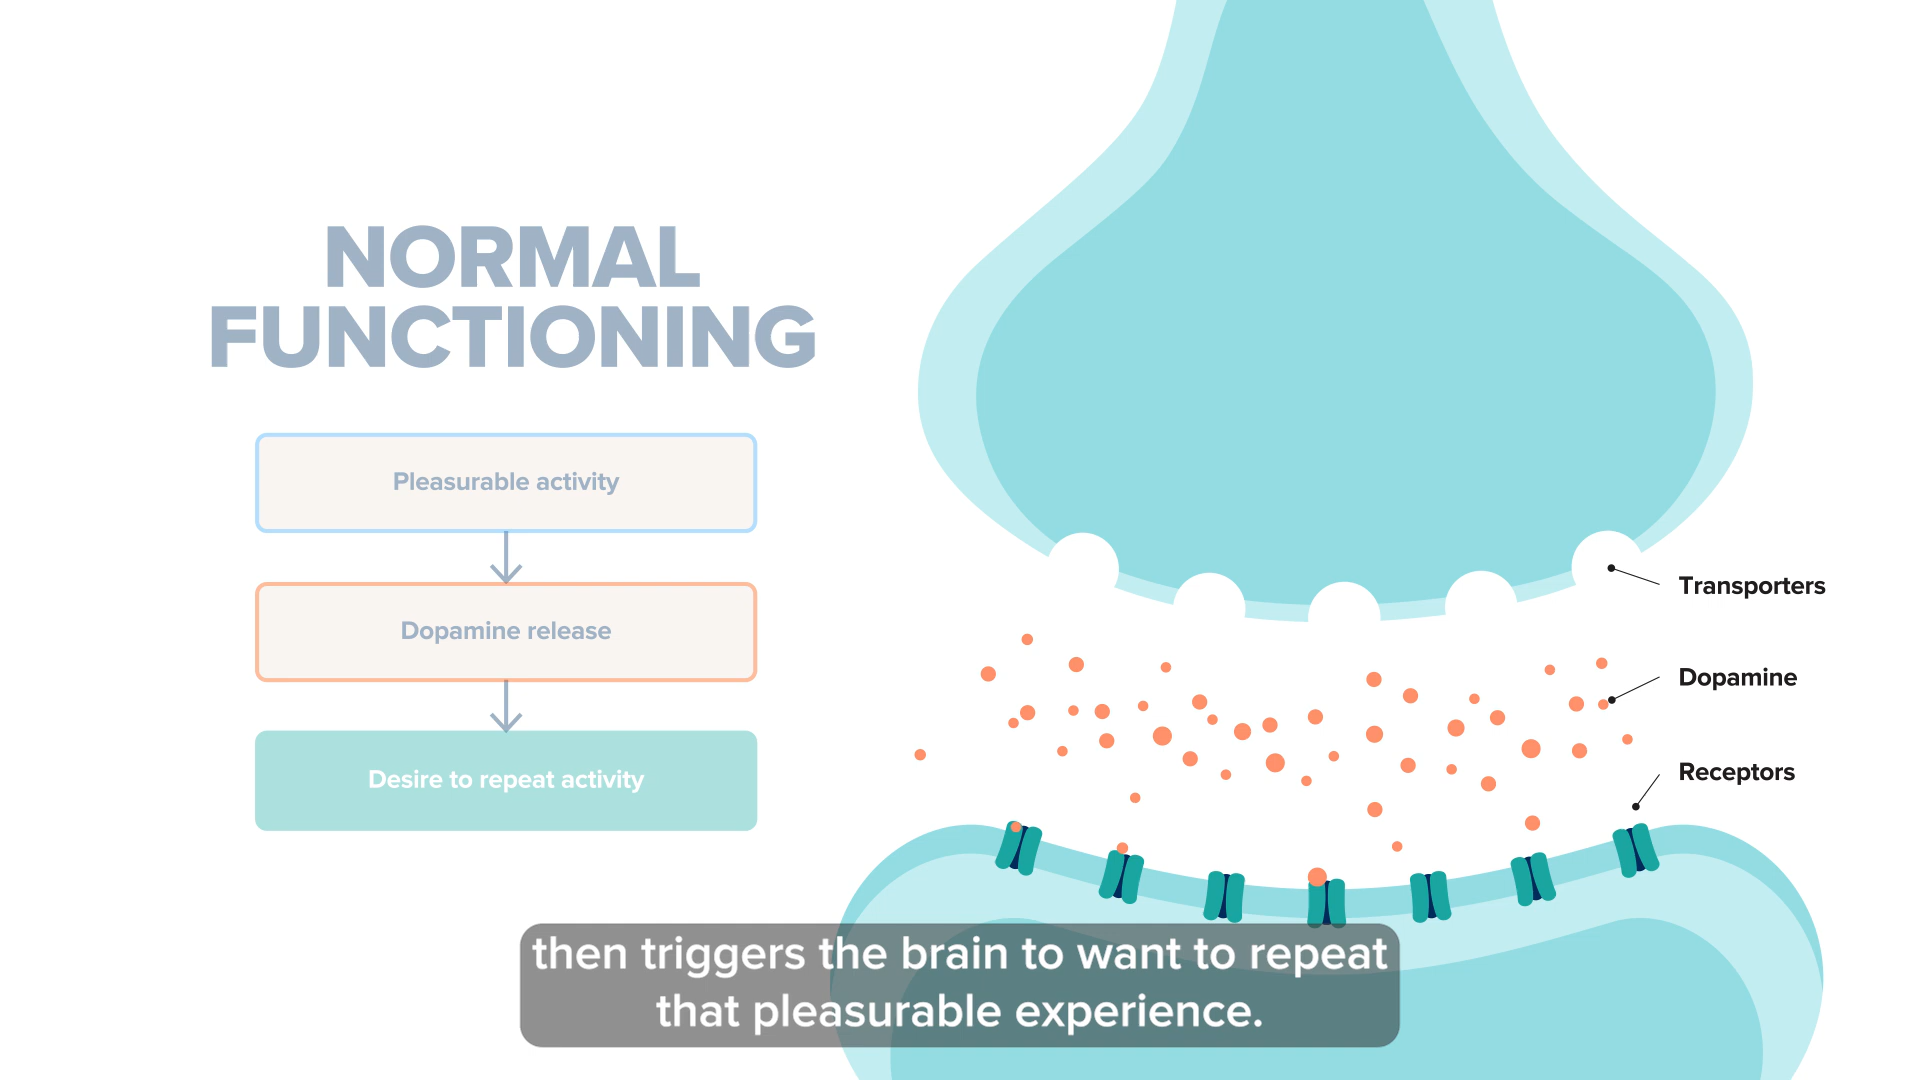 NORMAL
FUNCTIONING
Pleasurable activity
Dopamine release
Desire to repeat activity
Transporters
Dopamine
Receptors
then triggers the brain to want to repeat
that pleasurable experience.